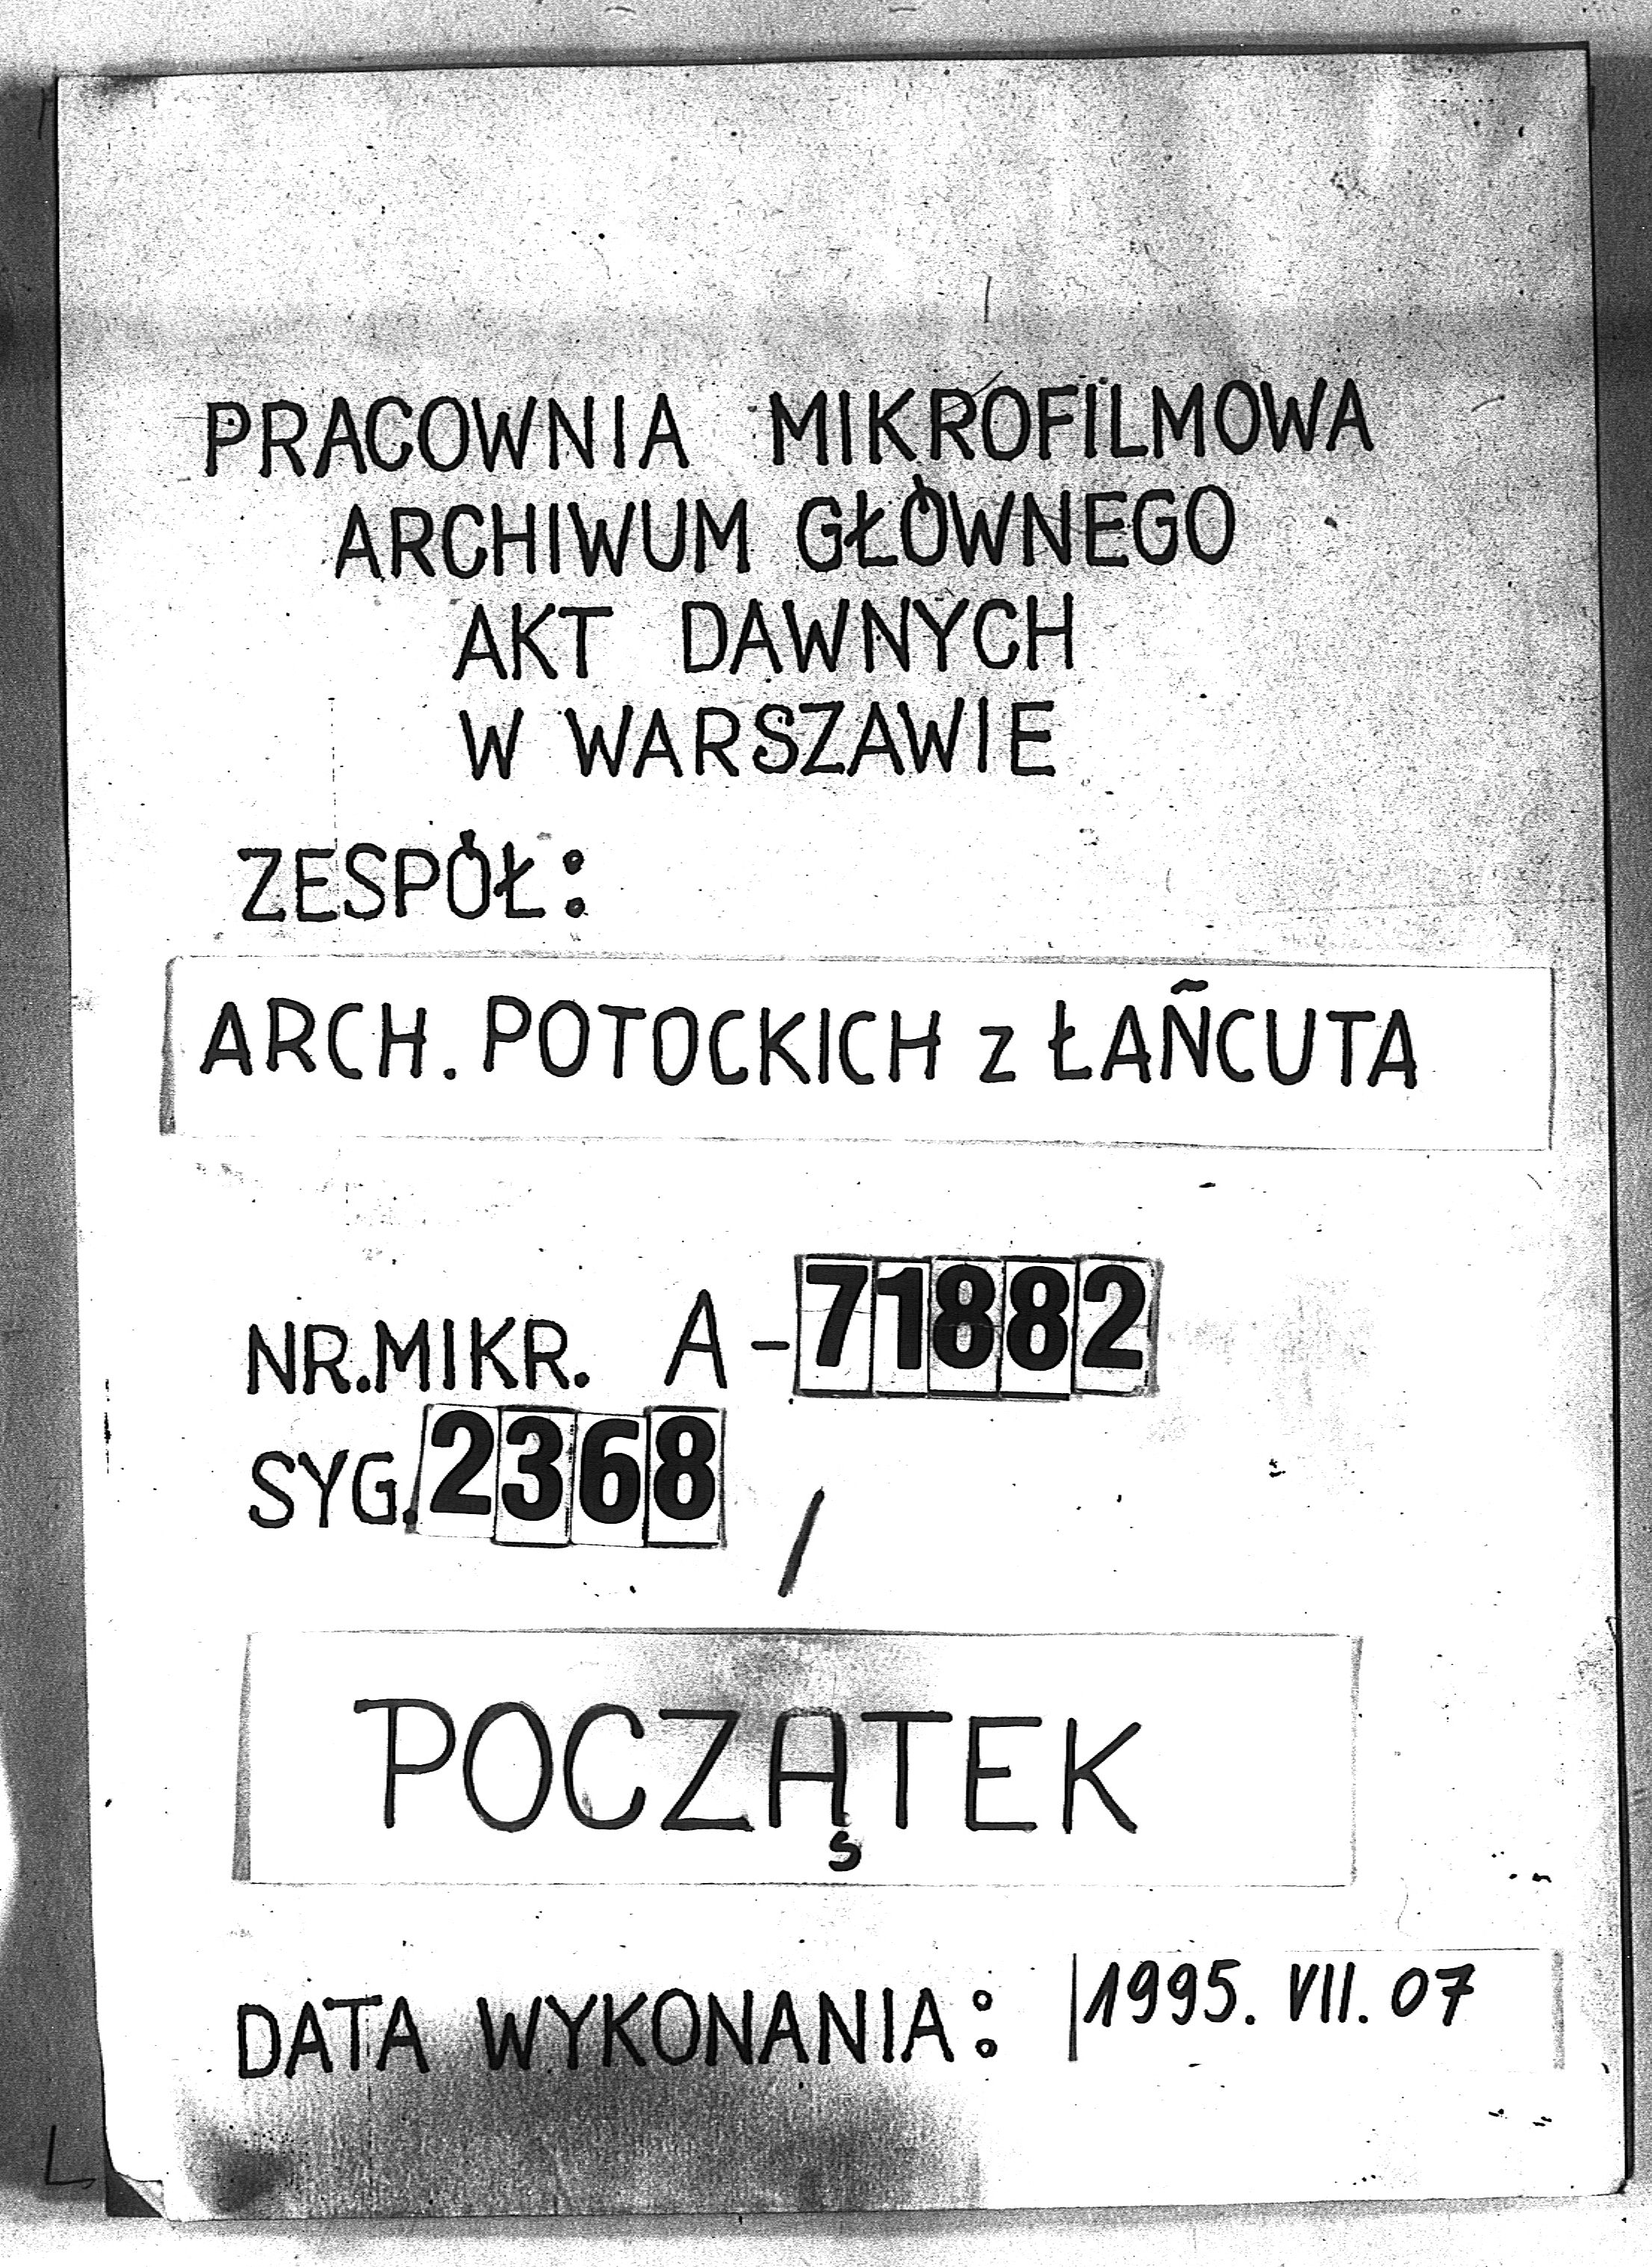 PRACOWNIA MIKROFILMOWA
ARCHIWUM GŁÓWNEGO
AKT DAWNYCH
W WARSZAWIE
ZESPÓŁ:
ARCH. POTOCKICH z ŁAŃCUTA
NR.MIKR. A-71882
SYG. 2368 /
POCZĄTEK
DATA WYKONANIA: 1995. VII. 07